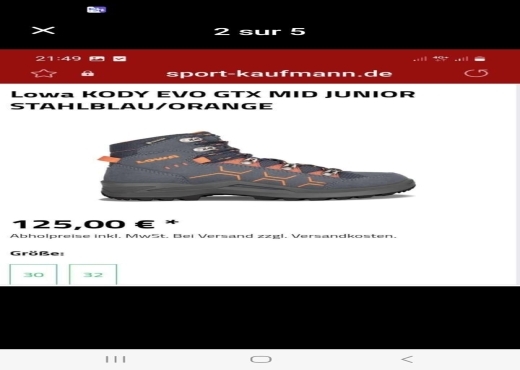 2 sur 5
21:49
sport-kaufmann.de
Lowa KODY EVO GTX MID JUNIOR
STAHLBLAU/ORANGE
LOWA
125,00 € *
Abholpreise inkl. MwSt. Bei Versand zzgl. Versandkosten.
Größe:
30 32